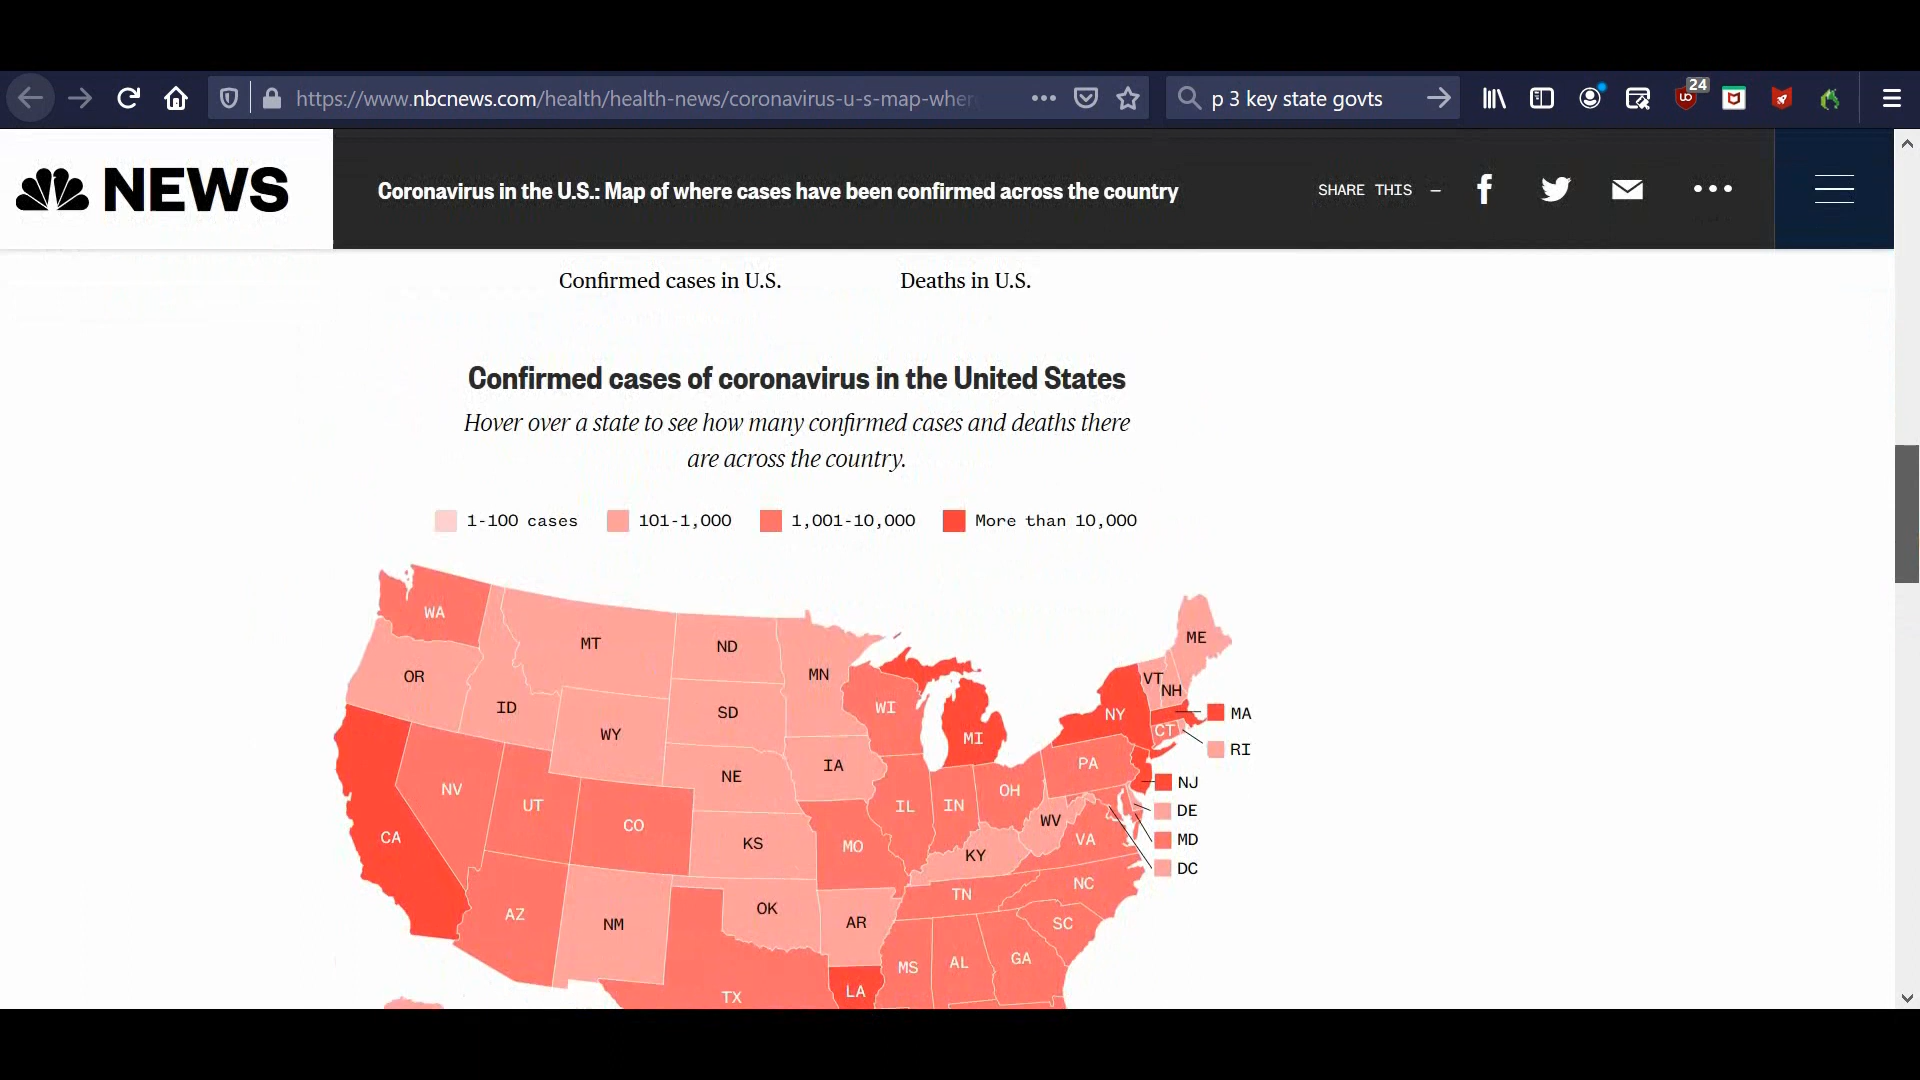 https://www.nbcnews.com/health/health-news/coronavirus-u-s-map-wher
p 3 key state govts
24
NEWS
Coronavirus in the U.S.: Map of where cases have been confirmed across the country
SHARE THIS –
Confirmed cases in U.S.
Deaths in U.S.
Confirmed cases of coronavirus in the United States
Hover over a state to see how many confirmed cases and deaths there
are across the country.
1-100 cases
101-1,000
1,001-10,000
More than 10,000
WA
MT
ND
ME
OR
MN
VT
NH
ID
SD
WI
NY
MA
WY
MI
CT
RI
NE
IA
PA
NV
UT
IL
IN
OH
NJ
CO
WV
DE
CA
KS
MO
VA
MD
KY
DC
NC
TN
AZ
NM
OK
AR
SC
MS
AL
GA
TX
LA